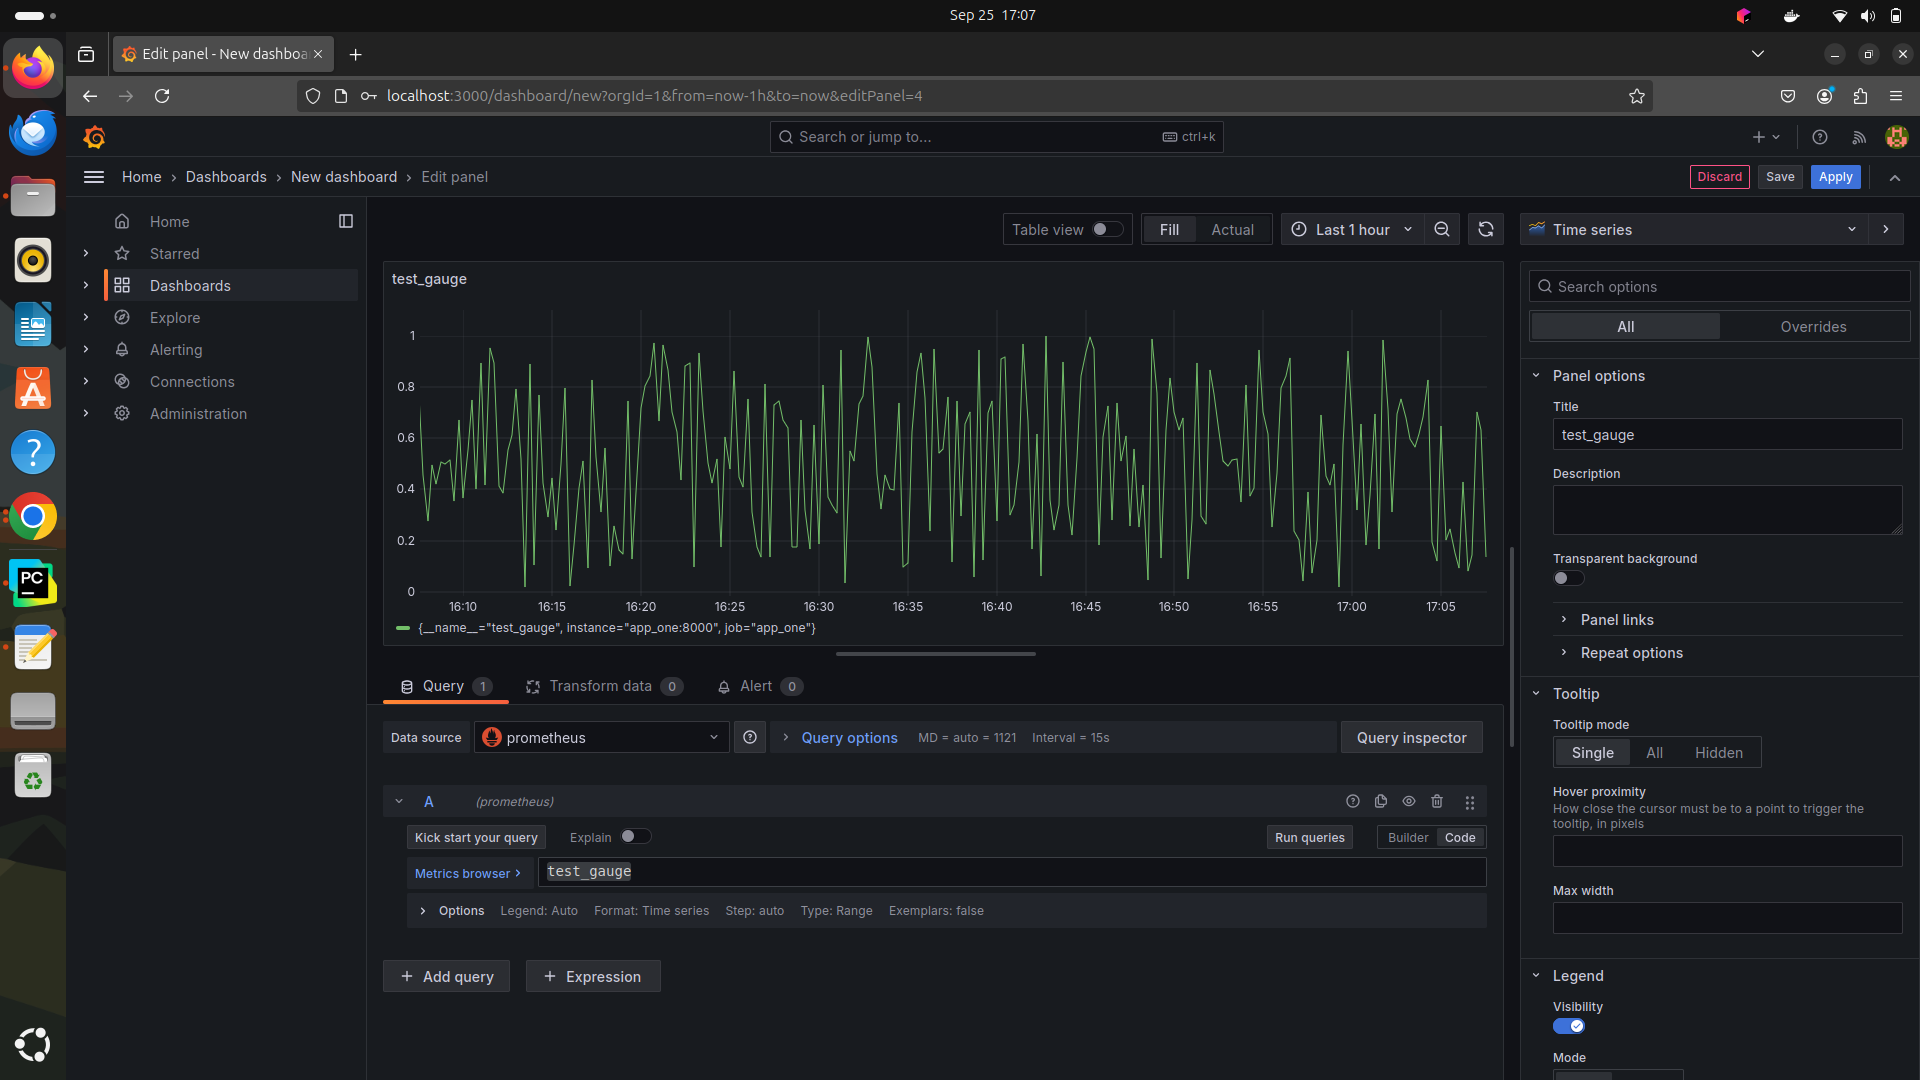 Sep 25 17:07
Edit panel - New dashboa
localhost:3000/dashboard/new?orgId=1&from=now-1h&to=now&editPanel=4
Search or jump to...
ctrl+k
Home › Dashboards › New dashboard › Edit panel
Discard
Save
Apply
Home
Starred
Dashboards
Explore
Alerting
Connections
Administration
Table view
Fill
Actual
Last 1 hour
Time series
test_gauge
1
0.8
0.6
0.4
0.2
0
16:10 16:15 16:20 16:25 16:30 16:35 16:40 16:45 16:50 16:55 17:00 17:05
{__name__="test_gauge", instance="app_one:8000", job="app_one"}
Query 1
Transform data 0
Alert 0
Data source
prometheus
Query options
MD = auto = 1121
Interval = 15s
Query inspector
A
(prometheus)
Kick start your query
Explain
Run queries
Builder
Code
Metrics browser >
test_gauge
Options
Legend: Auto
Format: Time series
Step: auto
Type: Range
Exemplars: false
+ Add query
+ Expression
Search options
All
Overrides
Panel options
Title
test_gauge
Description
Transparent background
Panel links
Repeat options
Tooltip
Tooltip mode
Single
All
Hidden
Hover proximity
How close the cursor must be to a point to trigger the
tooltip, in pixels
Max width
Legend
Visibility
Mode
PC